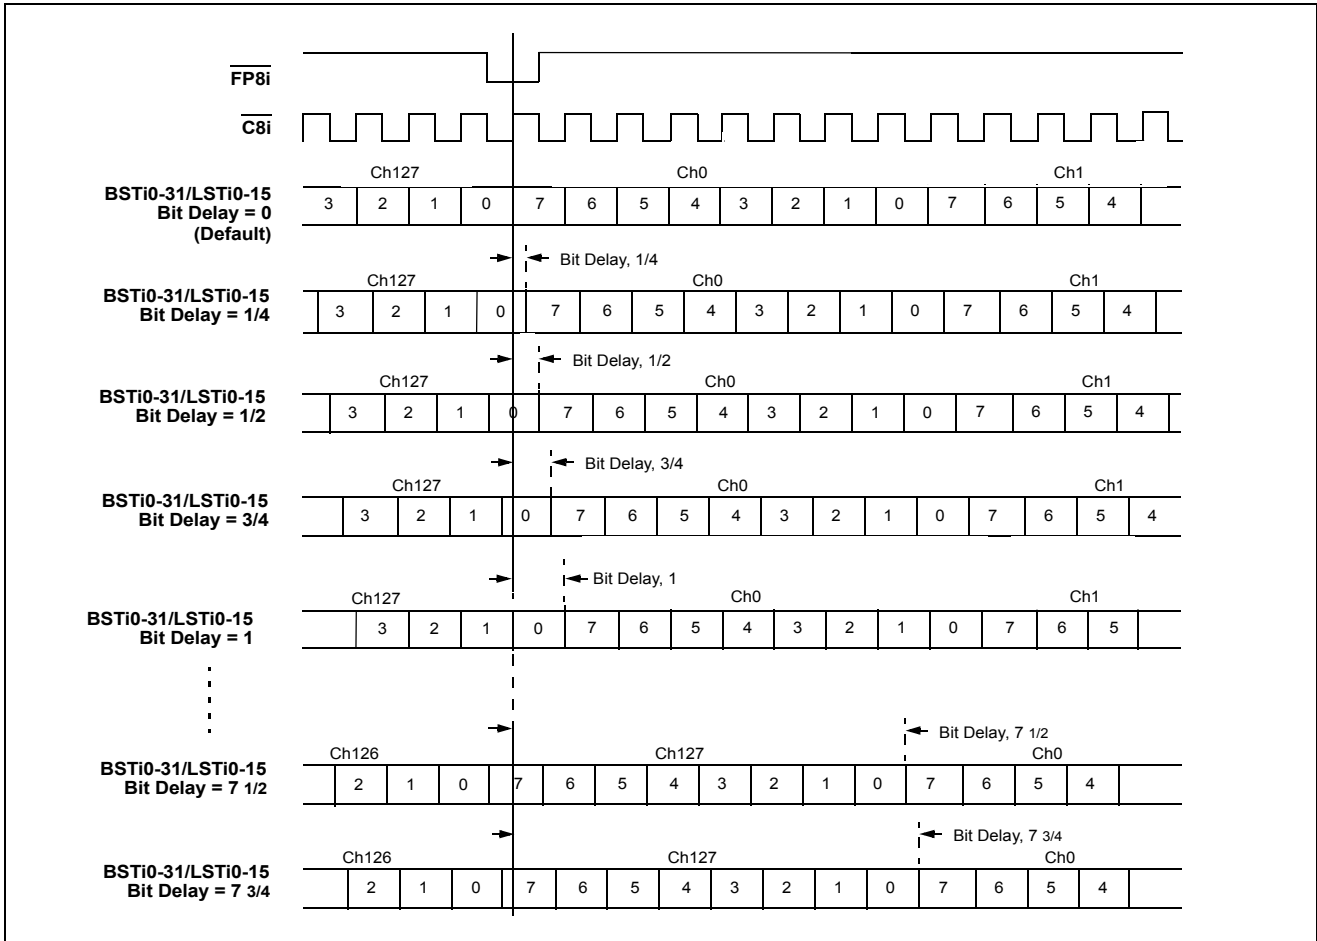 FP8i
C8i
Ch127 Ch0 Ch1
BSTi0-31/LSTi0-15
Bit Delay = 0
(Default)
3 2 1 0 7 6 5 4 3 2 1 0 7 6 5 4
Bit Delay, 1/4
Ch127 Ch0 Ch1
BSTi0-31/LSTi0-15
Bit Delay = 1/4
3 2 1 0 7 6 5 4 3 2 1 0 7 6 5 4
Bit Delay, 1/2
Ch127 Ch0 Ch1
BSTi0-31/LSTi0-15
Bit Delay = 1/2
3 2 1 0 7 6 5 4 3 2 1 0 7 6 5 4
Bit Delay, 3/4
Ch127 Ch0 Ch1
BSTi0-31/LSTi0-15
Bit Delay = 3/4
3 2 1 0 7 6 5 4 3 2 1 0 7 6 5 4
Bit Delay, 1
Ch127 Ch0 Ch1
BSTi0-31/LSTi0-15
Bit Delay = 1
3 2 1 0 7 6 5 4 3 2 1 0 7 6 5
Bit Delay, 7 1/2
Ch126 Ch127 Ch0
BSTi0-31/LSTi0-15
Bit Delay = 7 1/2
2 1 0 7 6 5 4 3 2 1 0 7 6 5 4
Bit Delay, 7 3/4
Ch126 Ch127 Ch0
BSTi0-31/LSTi0-15
Bit Delay = 7 3/4
2 1 0 7 6 5 4 3 2 1 0 7 6 5 4